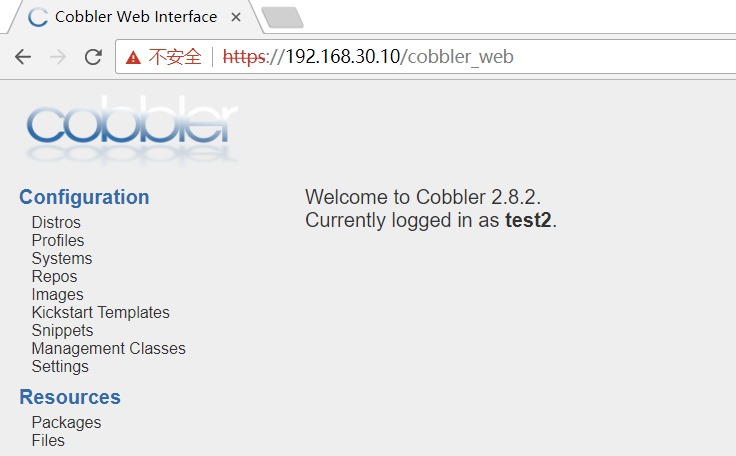 Cobbler Web Interface
不安全 https://192.168.30.10/cobbler_web
cobbler
Configuration
Distros
Profiles
Systems
Repos
Images
Kickstart Templates
Snippets
Management Classes
Settings
Resources
Packages
Files
Welcome to Cobbler 2.8.2.
Currently logged in as test2.